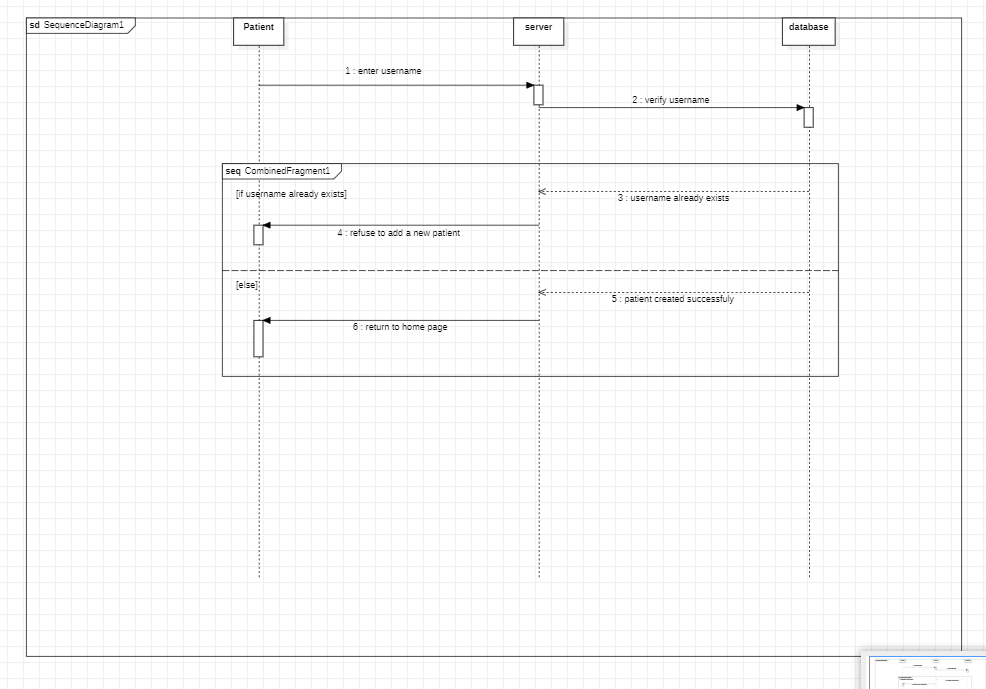 sd SequenceDiagram1
Patient
server
database
1 : enter username
2 : verify username
seq CombinedFragment1
[if username already exists]
3 : username already exists
4 : refuse to add a new patient
[else]
5 : patient created successfuly
6 : return to home page